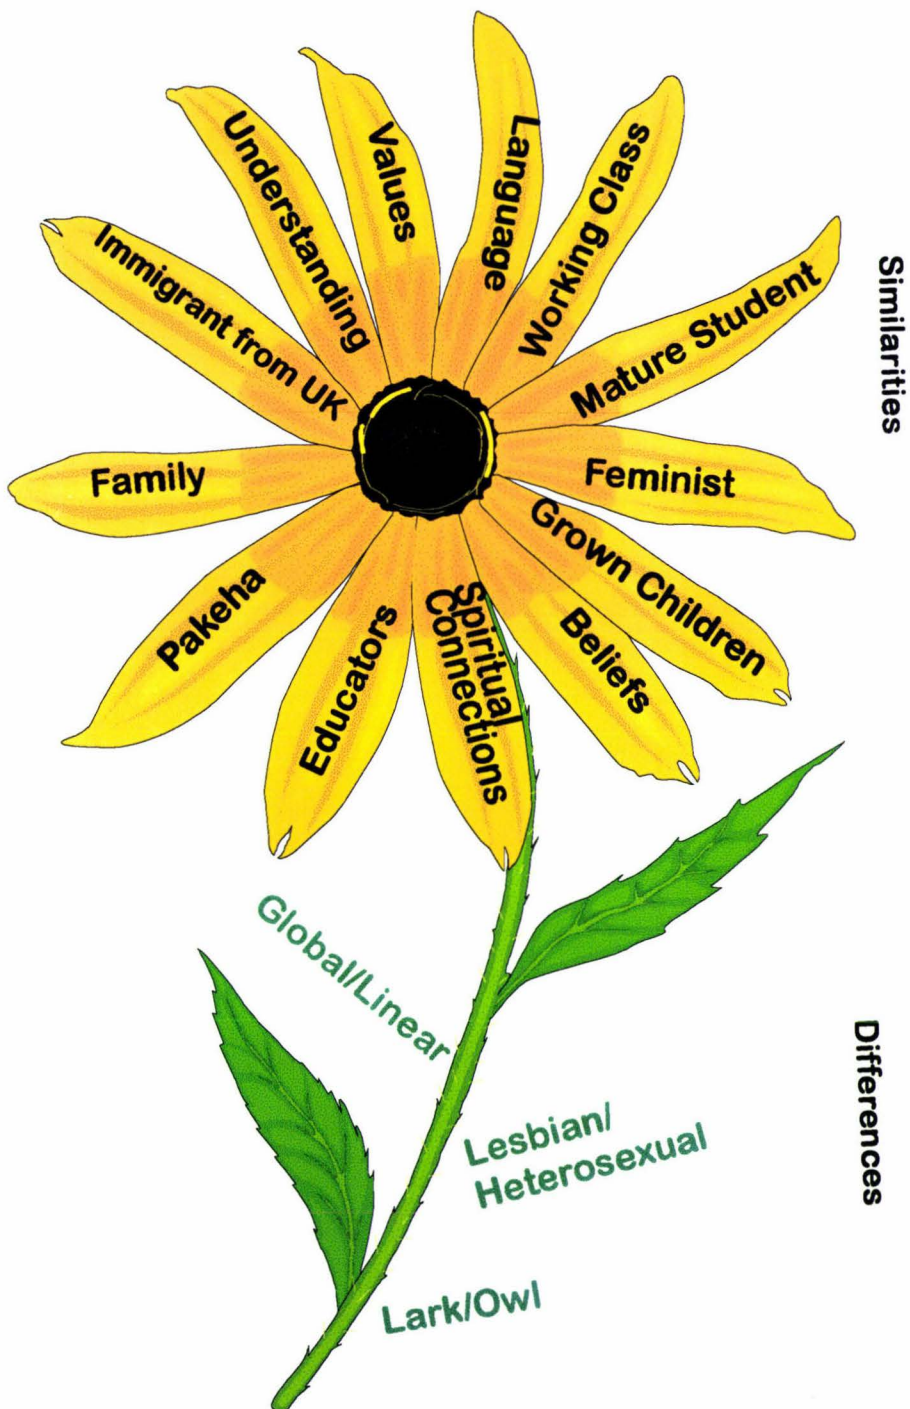 Similarities
Language
Working Class
Mature Student
Feminist
Grown Children
Beliefs
Spiritual
Connections
Educators
Pakeha
Family
Immigrant from UK
Understanding
Values
Differences
Global/Linear
Lesbian/
Heterosexual
Lark/Owl